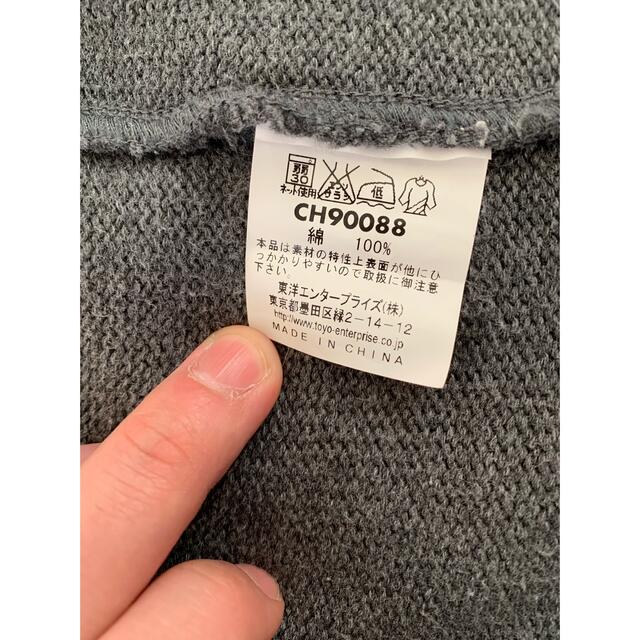 30
ネット使用
低
CH90088
綿 100%
本品は素材の特性上表面が他にひ
っかかりやすいので取扱に御注意
下さい。
東洋エンタープライズ(株)
東京都墨田区緑2-14-12
http://www.toyo-enterprise.co.jp
MADE IN CHINA